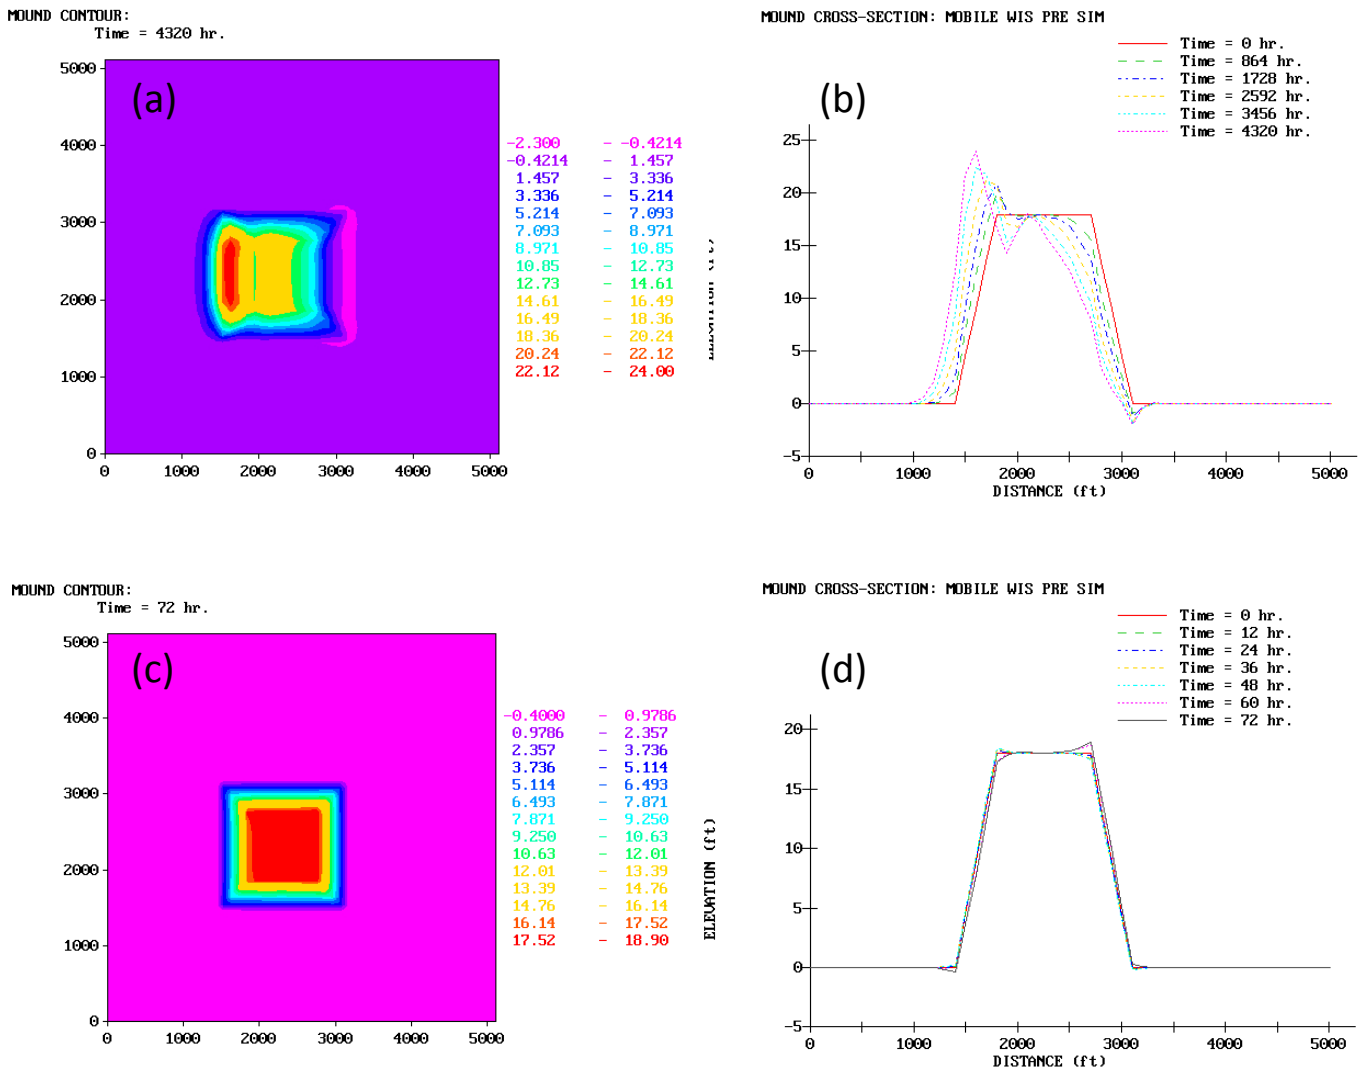 MOUND CONTOUR:
Time = 4320 hr.
(a)
5000
4000
3000
2000
1000
0
0 1000 2000 3000 4000 5000
-2.300 - -0.4214
-0.4214 - 1.457
1.457 - 3.336
3.336 - 5.214
5.214 - 7.093
7.093 - 8.971
8.971 - 10.85
10.85 - 12.73
12.73 - 14.61
14.61 - 16.49
16.49 - 18.36
18.36 - 20.24
20.24 - 22.12
22.12 - 24.00
MOUND CROSS-SECTION: MOBILE WIS PRE SIM
Time = 0 hr.
Time = 864 hr.
Time = 1728 hr.
Time = 2592 hr.
Time = 3456 hr.
Time = 4320 hr.
(b)
25
20
15
10
5
0
-5
0 1000 2000 3000 4000 5000
DISTANCE (ft)
MOUND CONTOUR:
Time = 72 hr.
(c)
5000
4000
3000
2000
1000
0
0 1000 2000 3000 4000 5000
-0.4000 - 0.9786
0.9786 - 2.357
2.357 - 3.736
3.736 - 5.114
5.114 - 6.493
6.493 - 7.871
7.871 - 9.250
9.250 - 10.63
10.63 - 12.01
12.01 - 13.39
13.39 - 14.76
14.76 - 16.14
16.14 - 17.52
17.52 - 18.90
MOUND CROSS-SECTION: MOBILE WIS PRE SIM
Time = 0 hr.
Time = 12 hr.
Time = 24 hr.
Time = 36 hr.
Time = 48 hr.
Time = 60 hr.
Time = 72 hr.
(d)
ELEVATION (ft)
20
15
10
5
0
-5
0 1000 2000 3000 4000 5000
DISTANCE (ft)